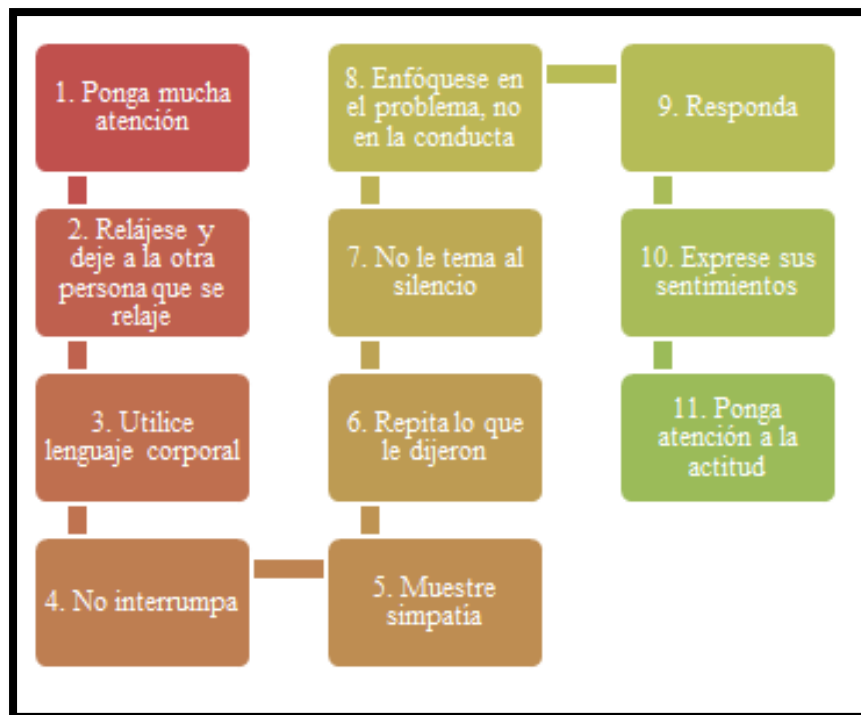 1. Ponga mucha
atención
2. Relájese y
deje a la otra
persona que se
relaje
3. Utilice
lenguaje corporal
4. No interrumpa
5. Muestre
simpatía
6. Repita lo que
le dijeron
7. No le tema al
silencio
8. Enfóquese en
el problema, no
en la conducta
9. Responda
10. Exprese sus
sentimientos
11. Ponga
atención a la
actitud